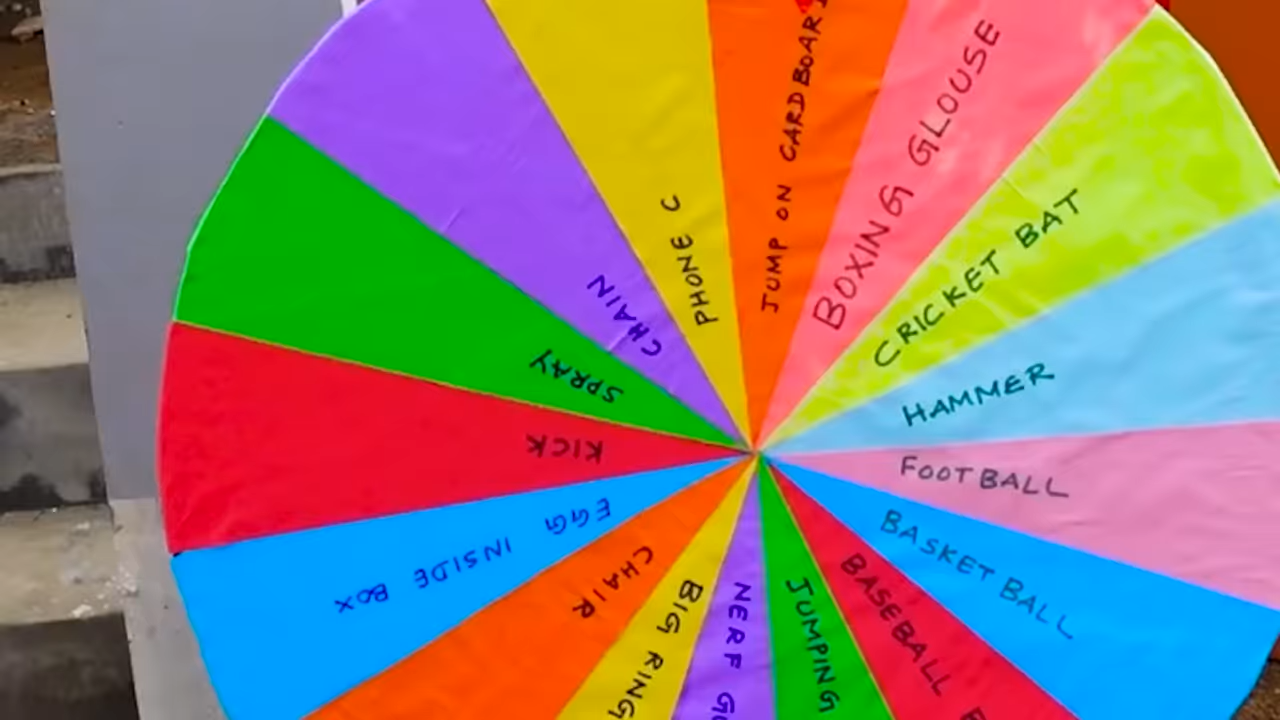 PHONE C
JUMP ON CARDBOARD
BOXING GLOUSE
CRICKET BAT
HAMMER
FOOTBALL
BASKET BALL
BASEBALL
JUMPING
NERF
BIG RING
CHAIR
EGG INSIDE BOX
KICK
SPRAY
CHAIN